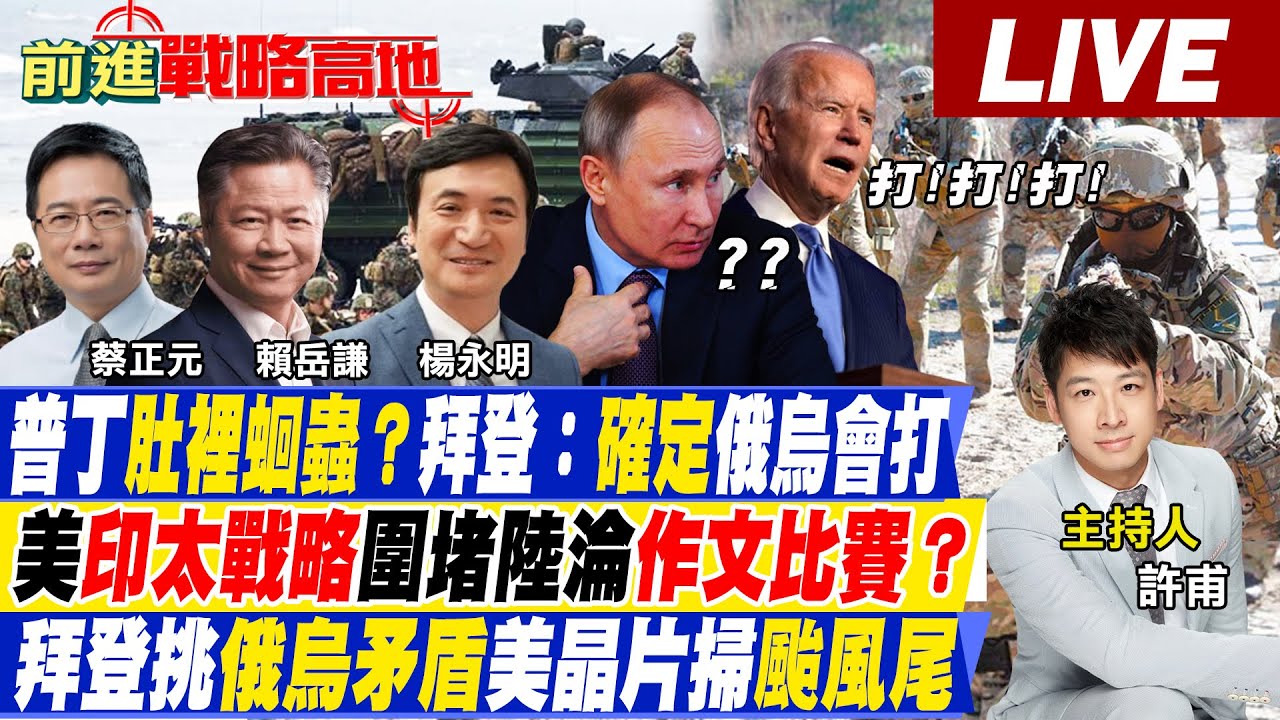 前進戰略高地
LIVE
打！打！打！
？？
蔡正元
賴岳謙
楊永明
普丁肚裡蛔蟲？拜登：確定俄烏會打
美印太戰略圍堵陸淪作文比賽？
拜登挑俄烏矛盾美晶片掃颱風尾
主持人
許甫